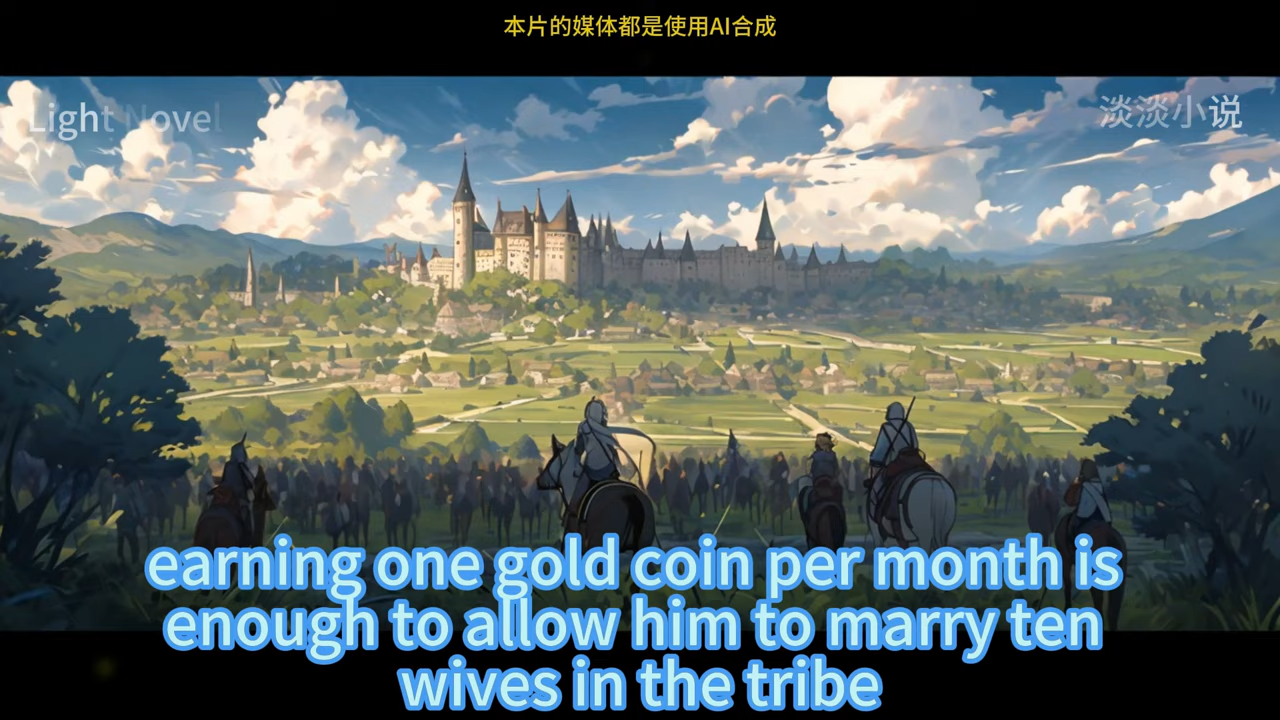 本片的媒体都是使用AI合成
Light Novel
淡淡小说
earning one gold coin per month is
enough to allow him to marry ten
wives in the tribe